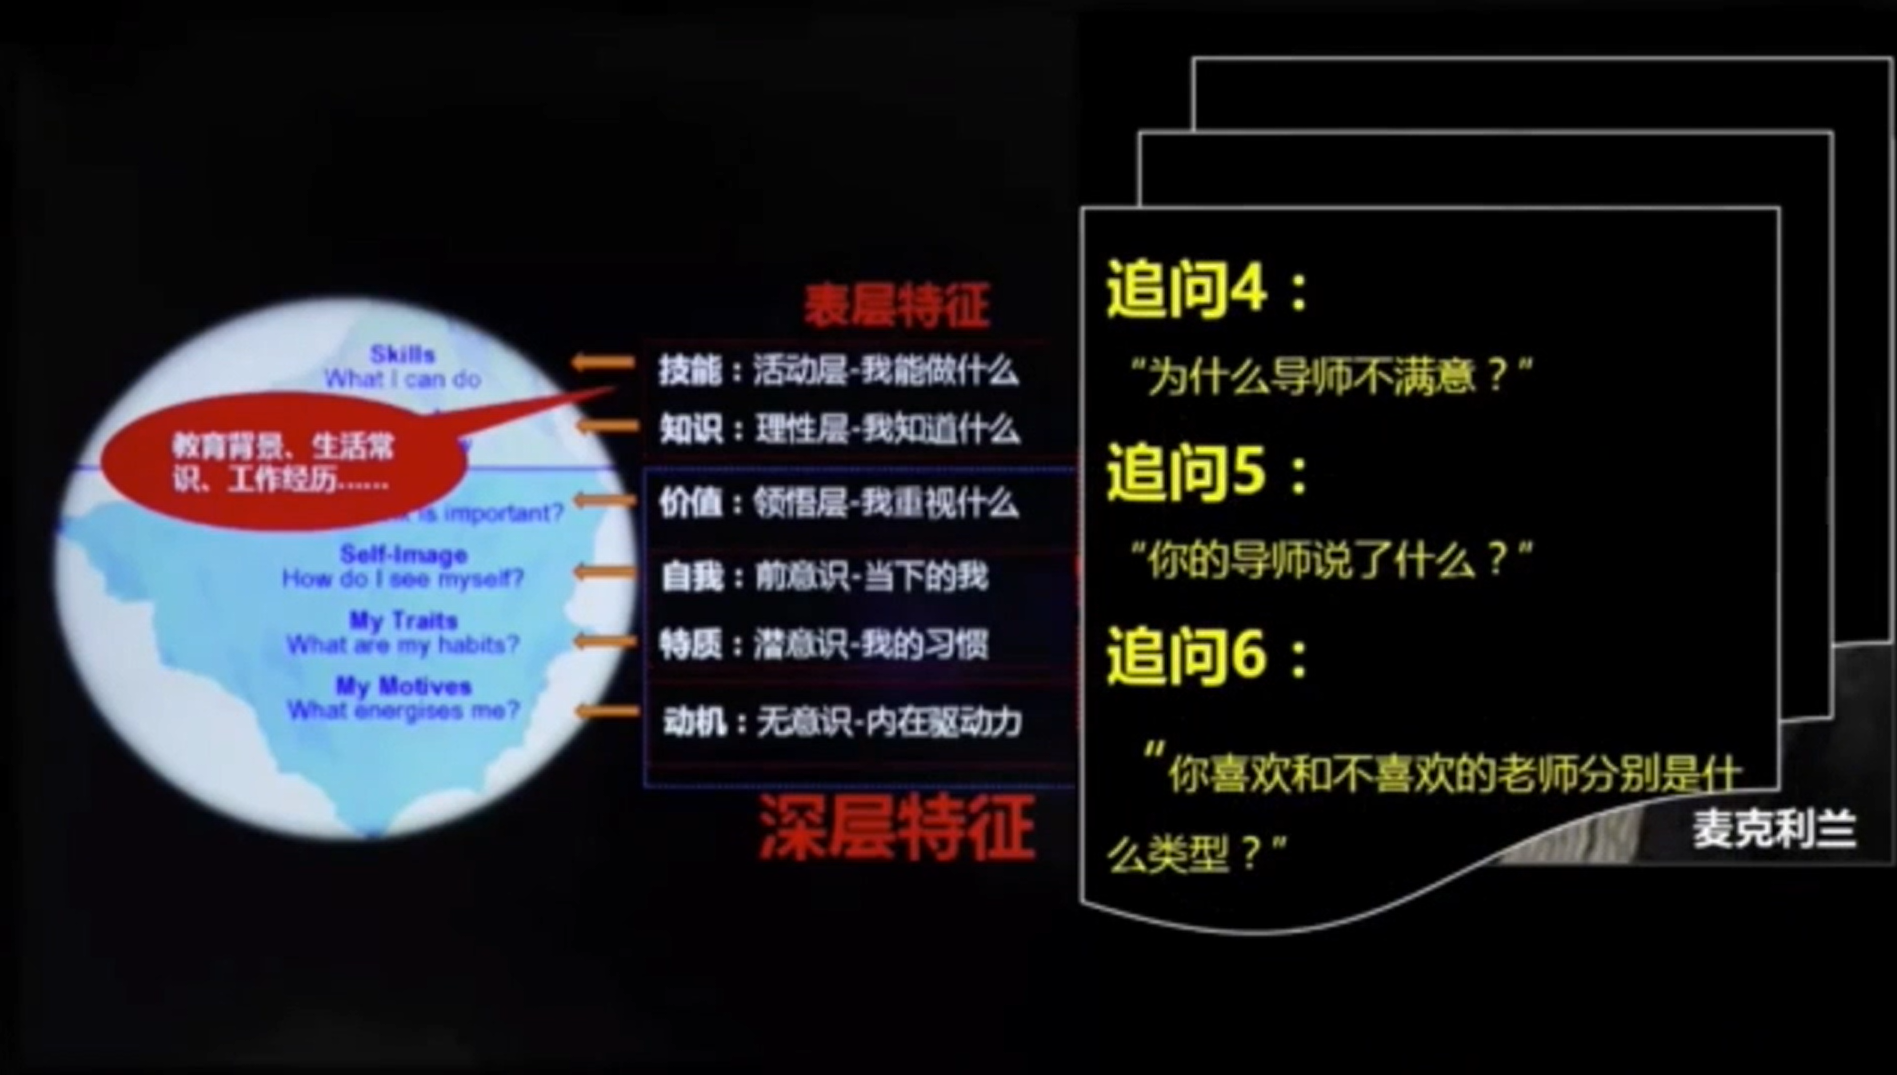 Skills
What I can do
教育背景、生活常
识、工作经历......
is important?
Self-Image
How do I see myself?
My Traits
What are my habits?
My Motives
What energises me?
表层特征
技能：活动层-我能做什么
知识：理性层-我知道什么
价值：领悟层-我重视什么
自我：前意识-当下的我
特质：潜意识-我的习惯
动机：无意识-内在驱动力
深层特征
追问4：
“为什么导师不满意？”
追问5：
“你的导师说了什么？”
追问6：
“你喜欢和不喜欢的老师分别是什
么类型？”
麦克利兰